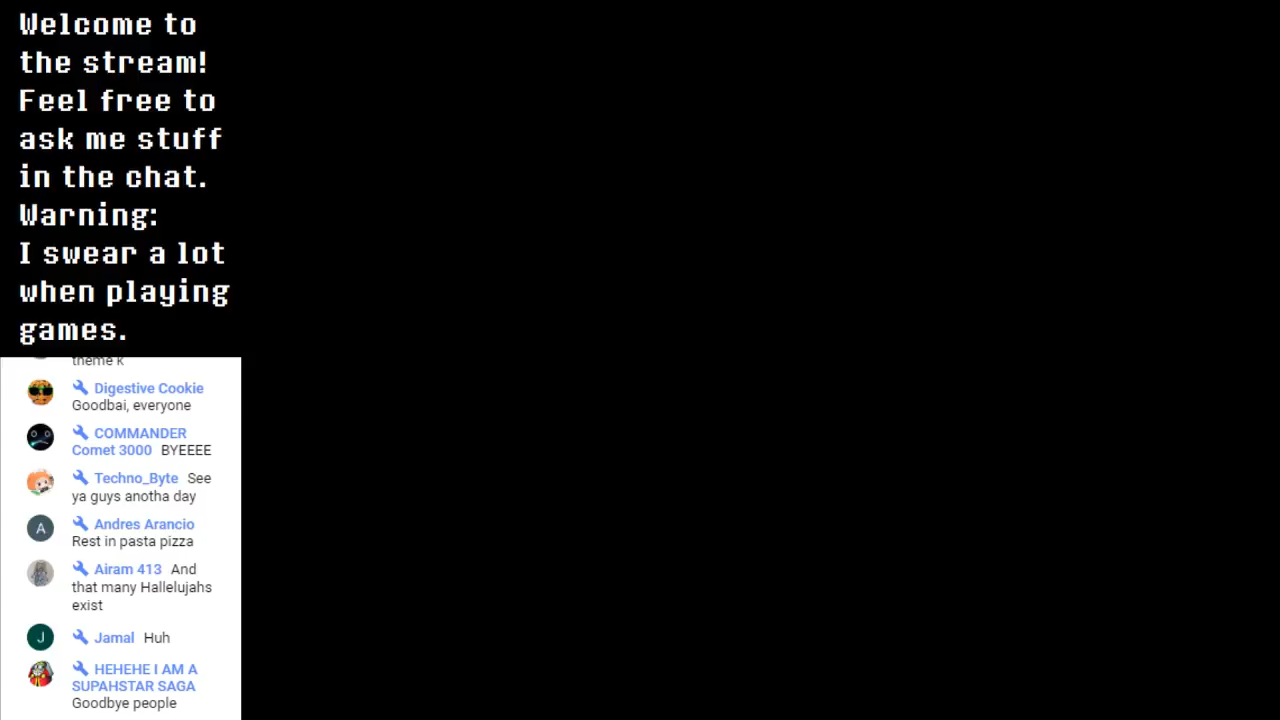 Welcome to
the stream!
Feel free to
ask me stuff
in the chat.
Warning:
I swear a lot
when playing
games.
theme k
Digestive Cookie
Goodbai, everyone
COMMANDER
Comet 3000 BYEEEE
Techno_Byte See
ya guys anotha day
A
Andres Arancio
Rest in pasta pizza
Airam 413 And
that many Hallelujahs
exist
J
Jamal Huh
HEHEHE I AM A
SUPAHSTAR SAGA
Goodbye people